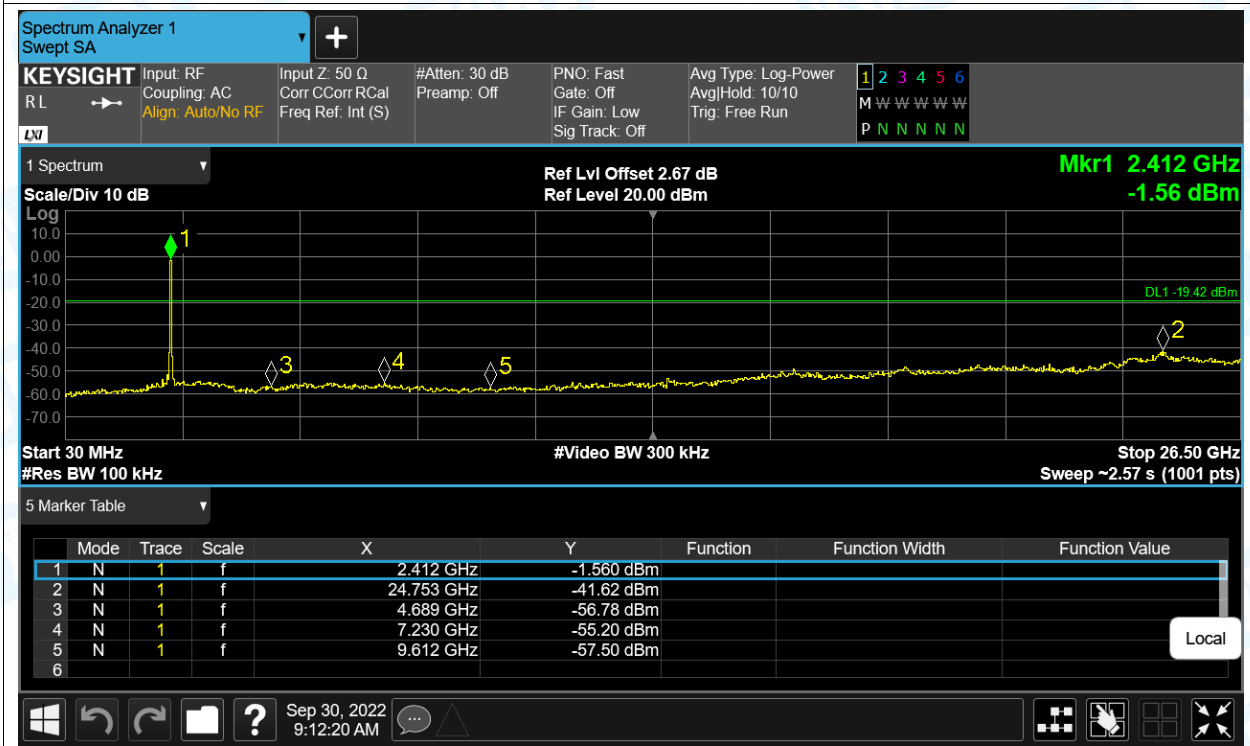 Spectrum Analyzer 1
Swept SA
KEYSIGHT
R L
LXI
Input: RF
Coupling: AC
Align: Auto/No RF
Input Z: 50 Ω
Corr CCorr RCal
Freq Ref: Int (S)
#Atten: 30 dB
Preamp: Off
PNO: Fast
Gate: Off
IF Gain: Low
Sig Track: Off
Avg Type: Log-Power
Avg|Hold: 10/10
Trig: Free Run
1 2 3 4 5 6
M W W W W W
P N N N N N
1 Spectrum
Scale/Div 10 dB
Ref Lvl Offset 2.67 dB
Ref Level 20.00 dBm
Mkr1 2.412 GHz
-1.56 dBm
Log
10.0
0.00
-10.0
-20.0
-30.0
-40.0
-50.0
-60.0
-70.0
1
DL1 -19.42 dBm
2
3
4
5
Start 30 MHz
#Video BW 300 kHz
Stop 26.50 GHz
#Res BW 100 kHz
Sweep ~2.57 s (1001 pts)
5 Marker Table
Mode Trace Scale X Y Function Function Width Function Value
1 N 1 f 2.412 GHz -1.560 dBm
2 N 1 f 24.753 GHz -41.62 dBm
3 N 1 f 4.689 GHz -56.78 dBm
4 N 1 f 7.230 GHz -55.20 dBm
5 N 1 f 9.612 GHz -57.50 dBm
6
Local
?
Sep 30, 2022
9:12:20 AM